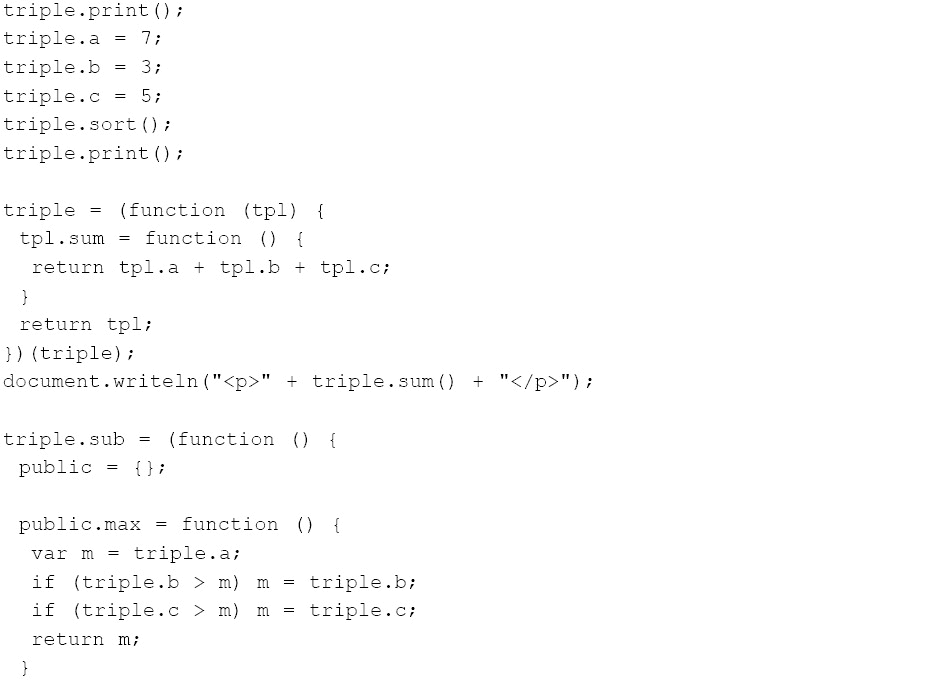 triple.print();
triple.a = 7;
triple.b = 3;
triple.c = 5;
triple.sort();
triple.print();

triple = (function (tpl) {
 tpl.sum = function () {
  return tpl.a + tpl.b + tpl.c;
 }
 return tpl;
})(triple);
document.writeln("<p>" + triple.sum() + "</p>");

triple.sub = (function () {
 public = {};

 public.max = function () {
  var m = triple.a;
  if (triple.b > m) m = triple.b;
  if (triple.c > m) m = triple.c;
  return m;
 }